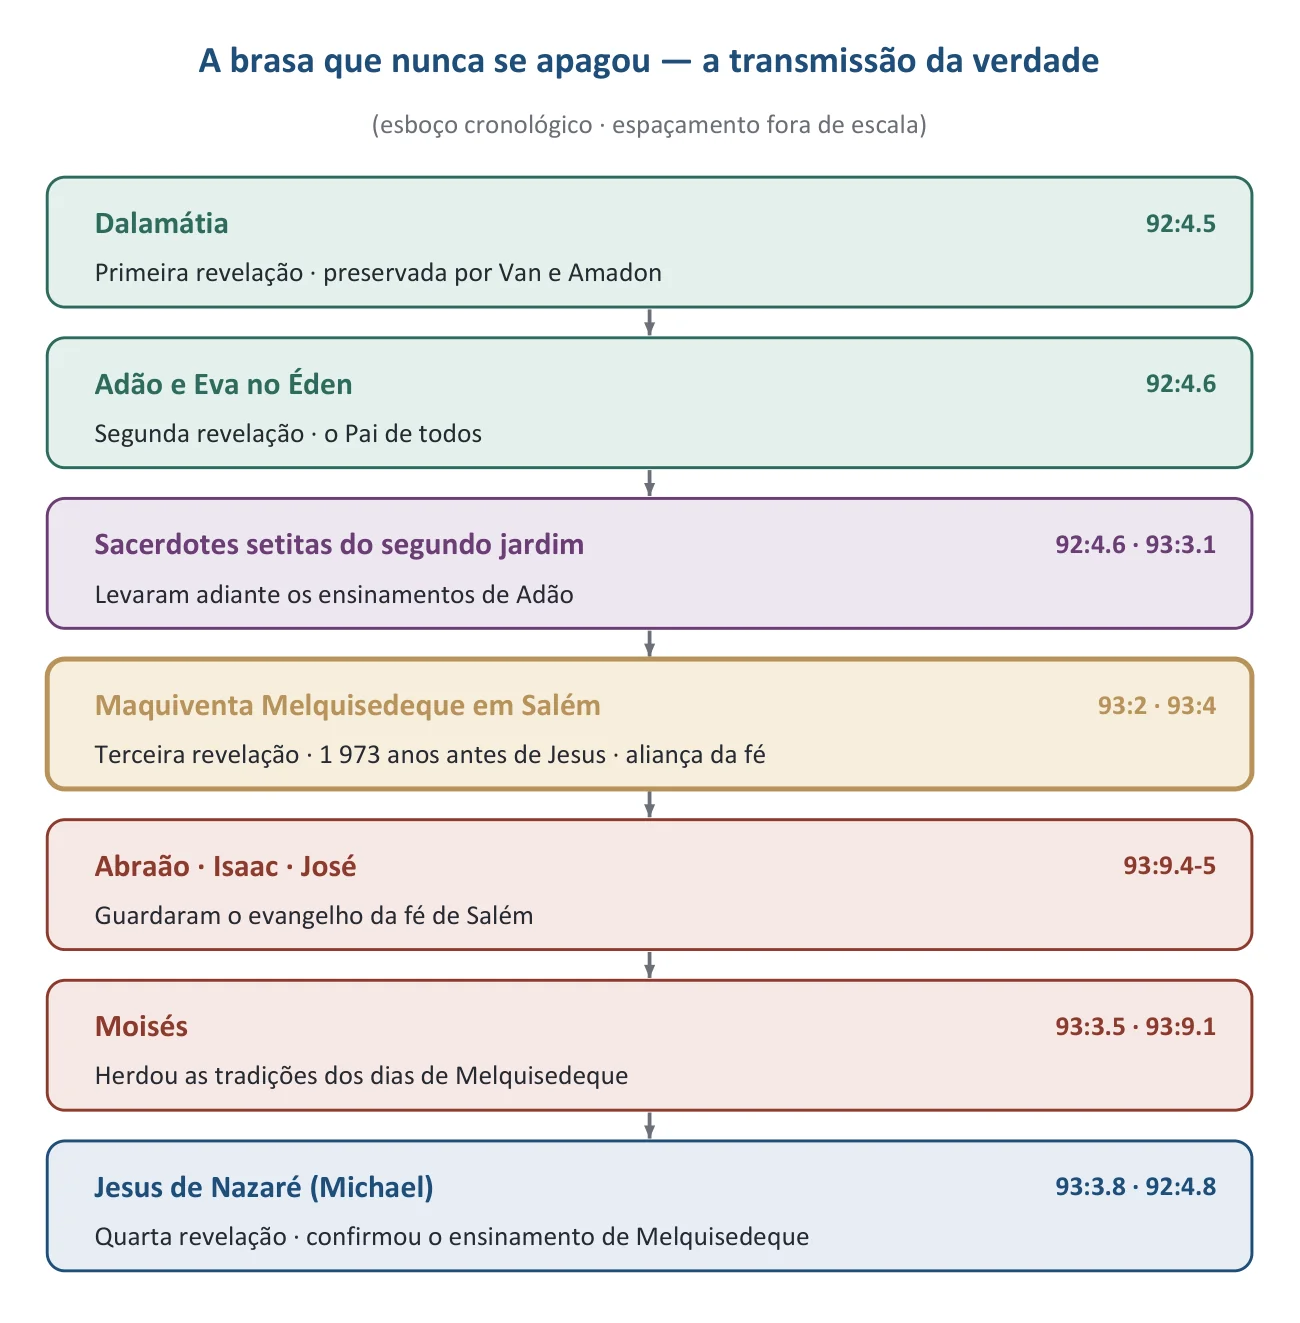 A brasa que nunca se apagou — a transmissão da verdade
(esboço cronológico · espaçamento fora de escala)
Dalamátia 92:4.5
Primeira revelação · preservada por Van e Amadon
Adão e Eva no Éden 92:4.6
Segunda revelação · o Pai de todos
Sacerdotes setitas do segundo jardim 92:4.6 · 93:3.1
Levaram adiante os ensinamentos de Adão
Maquiventa Melquisedeque em Salém 93:2 · 93:4
Terceira revelação · 1 973 anos antes de Jesus · aliança da fé
Abraão · Isaac · José 93:9.4-5
Guardaram o evangelho da fé de Salém
Moisés 93:3.5 · 93:9.1
Herdou as tradições dos dias de Melquisedeque
Jesus de Nazaré (Michael) 93:3.8 · 92:4.8
Quarta revelação · confirmou o ensinamento de Melquisedeque